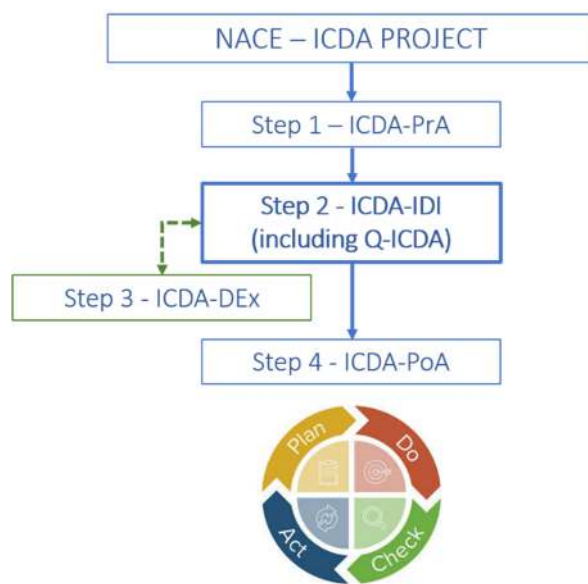 NACE – ICDA PROJECT
Step 1 – ICDA-PrA
Step 2 - ICDA-IDI
(including Q-ICDA)
Step 3 - ICDA-DEx
Step 4 - ICDA-PoA
Plan
Do
Act
Check